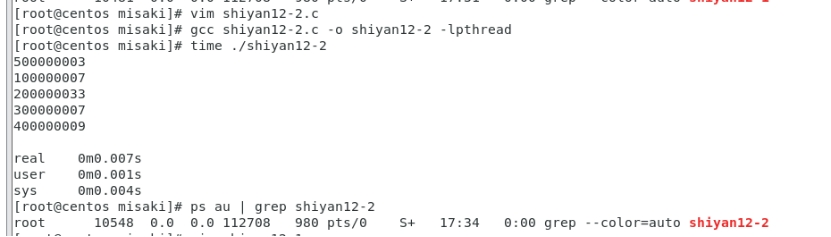 [root@centos misaki]# vim shiyan12-2.c
[root@centos misaki]# gcc shiyan12-2.c -o shiyan12-2 -lpthread
[root@centos misaki]# time ./shiyan12-2
500000003
100000007
200000033
300000007
400000009
real    0m0.007s
user    0m0.001s
sys     0m0.004s
[root@centos misaki]# ps au | grep shiyan12-2
root     10548  0.0  0.0 112708   980 pts/0    S+   17:34   0:00 grep --color=auto shiyan12-2